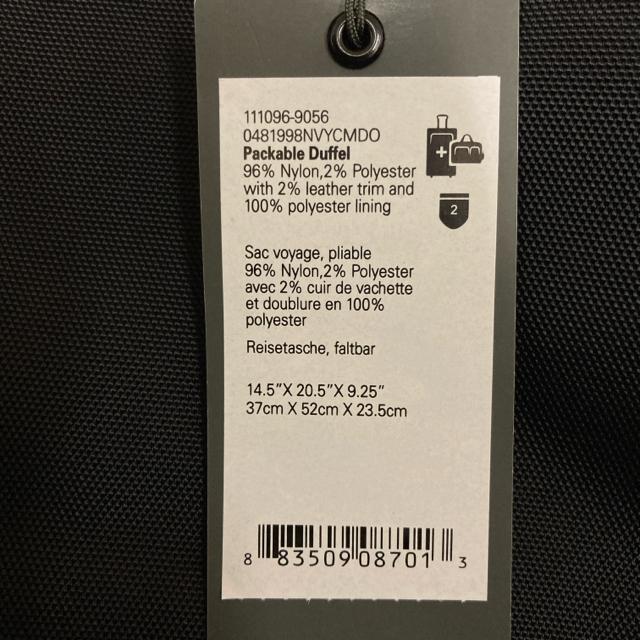 111096-9056
0481998NVYCMDO
Packable Duffel
96% Nylon,2% Polyester
with 2% leather trim and
100% polyester lining
2
Sac voyage, pliable
96% Nylon,2% Polyester
avec 2% cuir de vachette
et doublure en 100%
polyester
Reisetasche, faltbar
14.5”X 20.5”X 9.25”
37cm X 52cm X 23.5cm
8 83509 08701 3